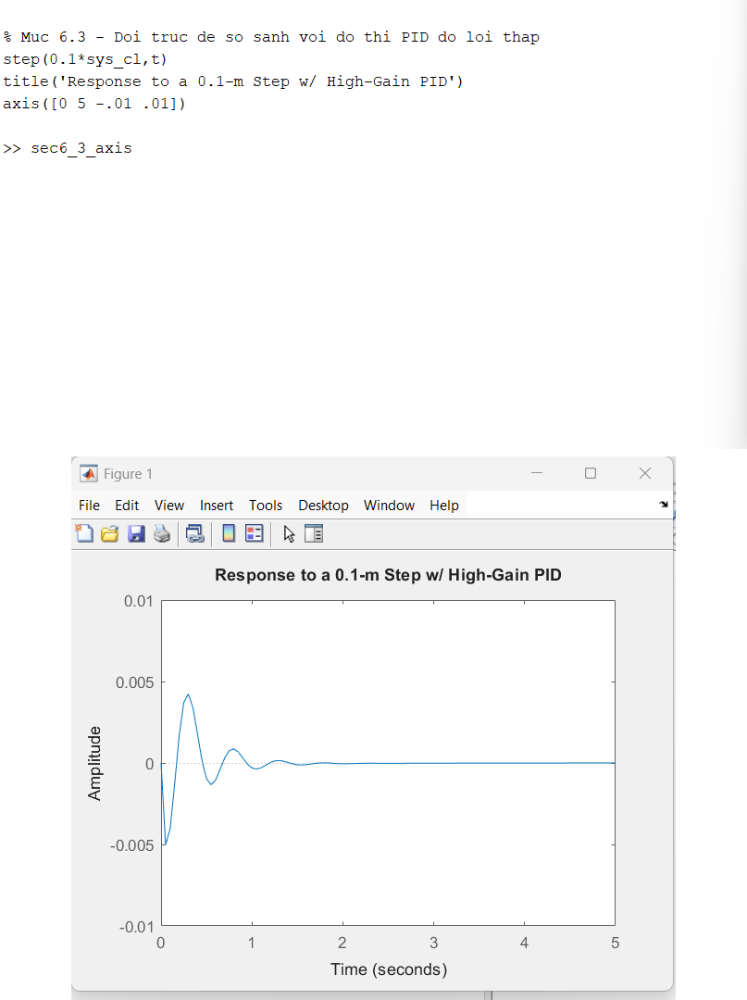 % Muc 6.3 - Doi truc de so sanh voi do thi PID do loi thap
step(0.1*sys_cl,t)
title('Response to a 0.1-m Step w/ High-Gain PID')
axis([0 5 -.01 .01])
>> sec6_3_axis
Figure 1
File Edit View Insert Tools Desktop Window Help
Response to a 0.1-m Step w/ High-Gain PID
0.01
0.005
0
-0.005
-0.01
Amplitude
0 1 2 3 4 5
Time (seconds)